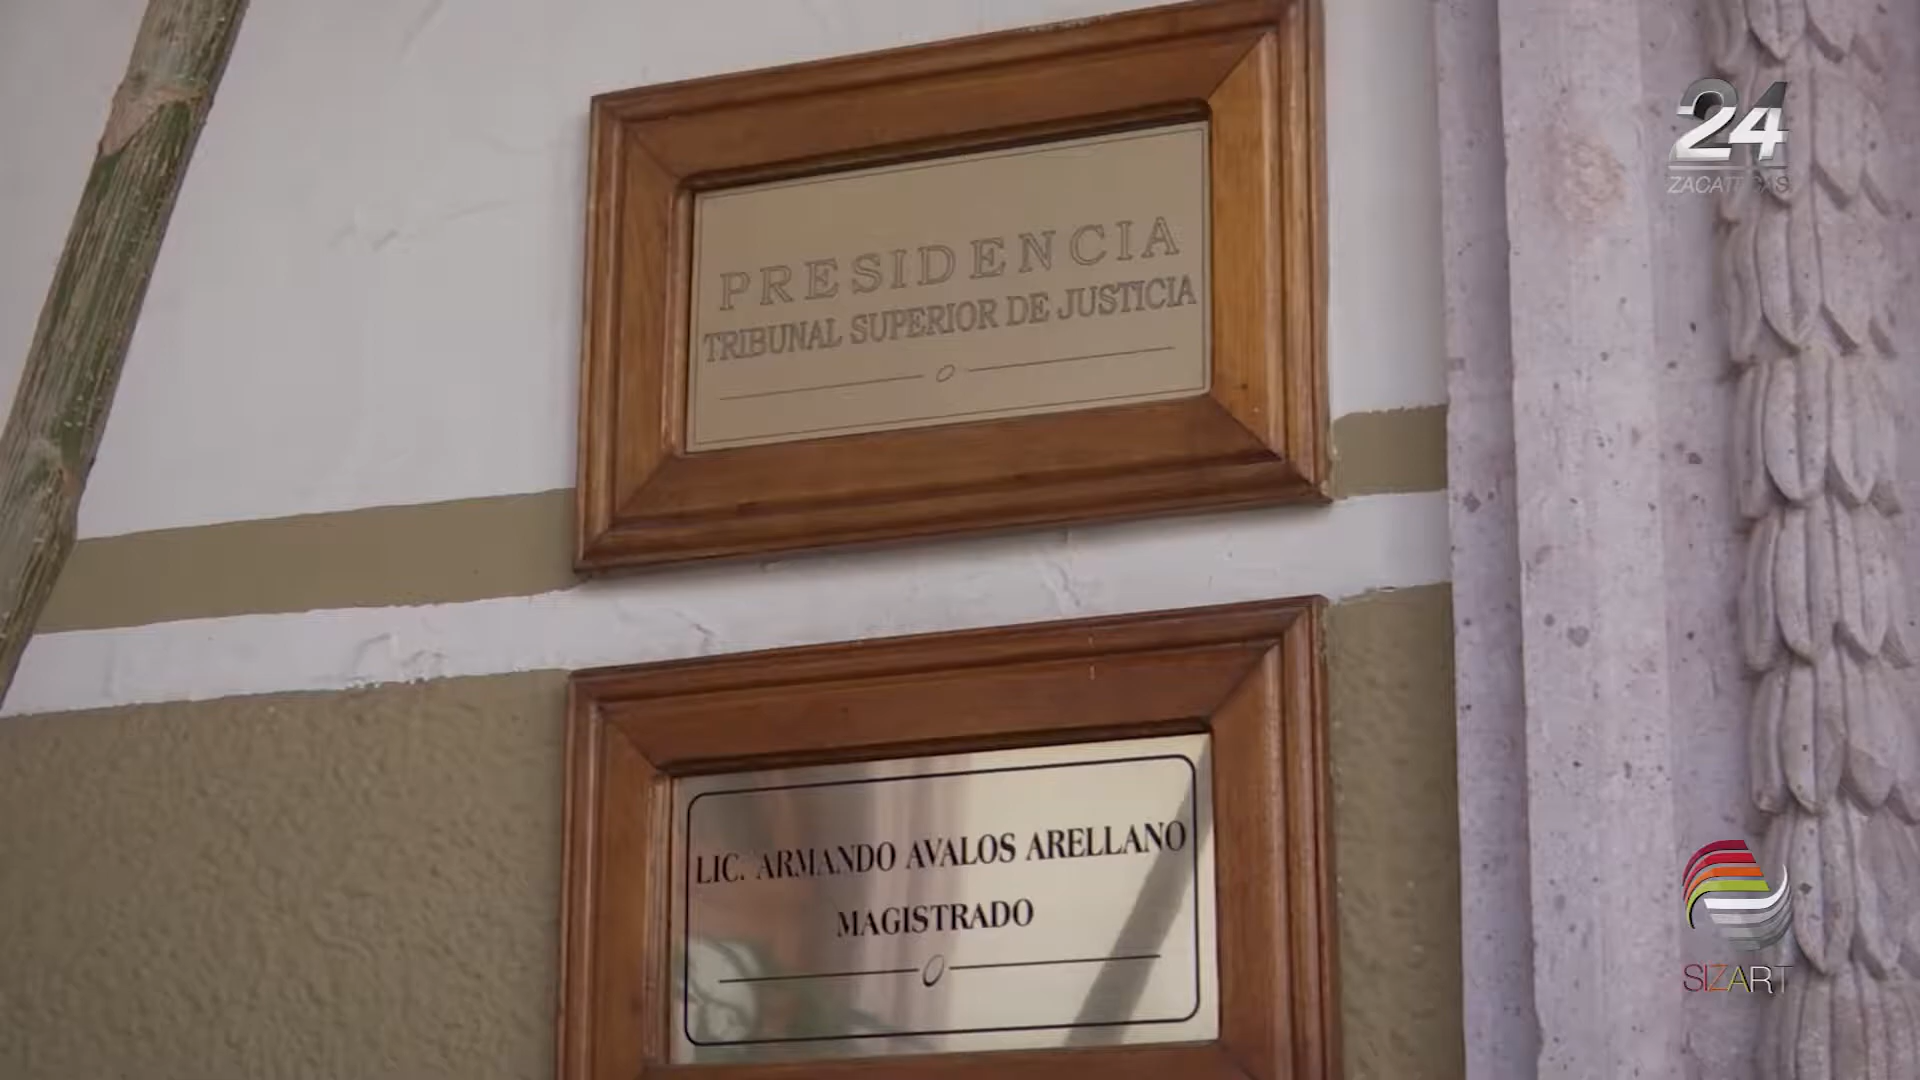 24
ZACATECAS
PRESIDENCIA
TRIBUNAL SUPERIOR DE JUSTICIA
LIC. ARMANDO AVALOS ARELLANO
MAGISTRADO
SIZART